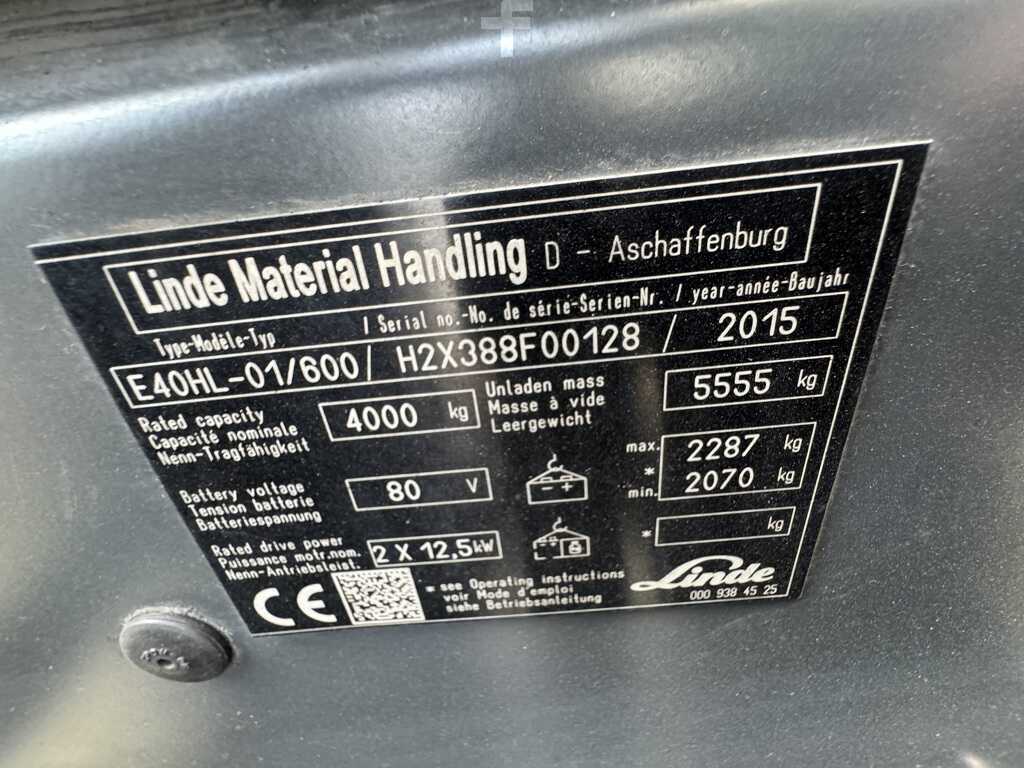 Linde Material Handling D - Aschaffenburg
Type-Modèle-Typ / Serial no.-No. de série-Serien-Nr. / year-année-Baujahr
E40HL-01/600 / H2X388F00128 / 2015
Rated capacity
Capacité nominale
Nenn-Tragfähigkeit
4000 kg
Unladen mass
Masse à vide
Leergewicht
5555 kg
Battery voltage
Tension batterie
Batteriespannung
80 V
- +
max. 2287 kg
*
min. 2070 kg
Rated drive power
Puissance motr.nom.
Nenn-Antriebsleist.
2 X 12,5kW
* kg
CE
* see Operating instructions
voir Mode d'emploi
siehe Betriebsanleitung
Linde
000 938 45 25